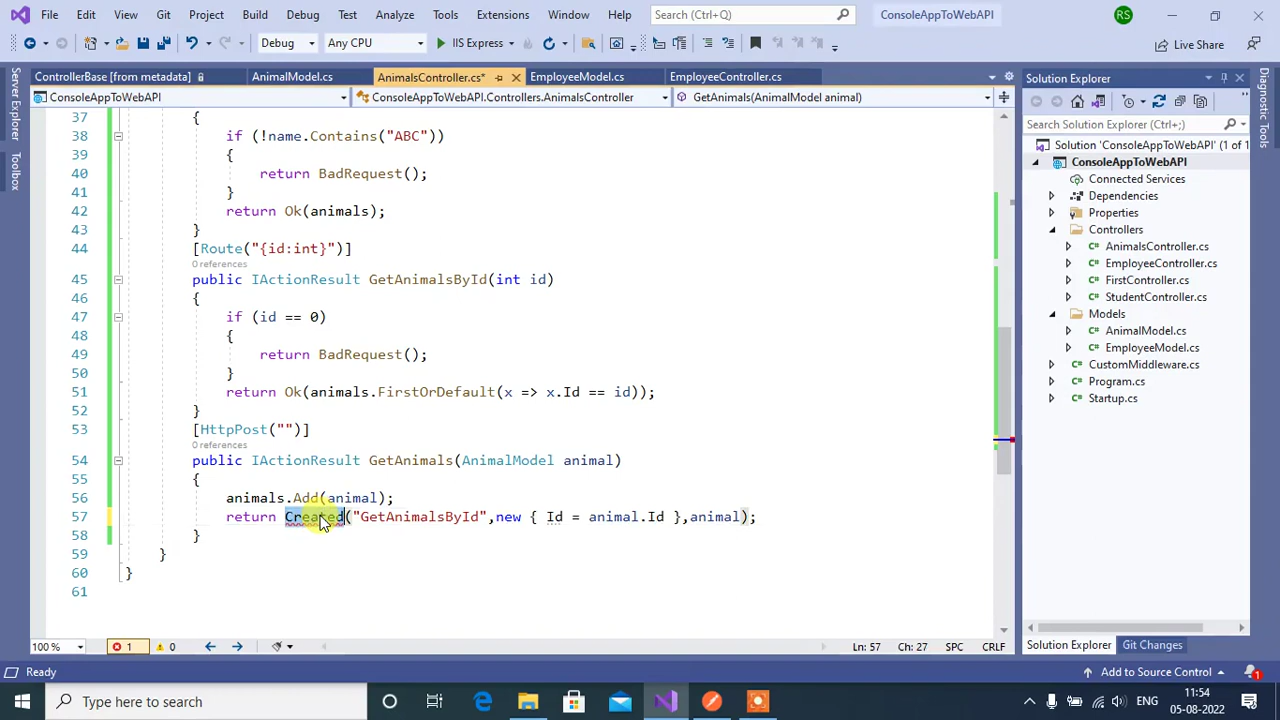 File Edit View Git Project Build Debug Test Analyze Tools Extensions Window Help Search (Ctrl+Q) ConsoleAppToWebAPI RS
Debug Any CPU IIS Express Live Share
ControllerBase [from metadata] AnimalModel.cs AnimalsController.cs* EmployeeModel.cs EmployeeController.cs
ConsoleAppToWebAPI ConsoleAppToWebAPI.Controllers.AnimalsController GetAnimals(AnimalModel animal)
Server Explorer
Toolbox
37 {
38 if (!name.Contains("ABC"))
39 {
40 return BadRequest();
41 }
42 return Ok(animals);
43 }
44 [Route("{id:int}")]
0 references
45 public IActionResult GetAnimalsById(int id)
46 {
47 if (id == 0)
48 {
49 return BadRequest();
50 }
51 return Ok(animals.FirstOrDefault(x => x.Id == id));
52 }
53 [HttpPost("")]
0 references
54 public IActionResult GetAnimals(AnimalModel animal)
55 {
56 animals.Add(animal);
57 return Created("GetAnimalsById",new { Id = animal.Id },animal);
58 }
59 }
60 }
61
Solution Explorer
Search Solution Explorer (Ctrl+;)
Solution 'ConsoleAppToWebAPI' (1 of 1
ConsoleAppToWebAPI
Connected Services
Dependencies
Properties
Controllers
C# AnimalsController.cs
C# EmployeeController.cs
C# FirstController.cs
C# StudentController.cs
Models
C# AnimalModel.cs
C# EmployeeModel.cs
C# CustomMiddleware.cs
C# Program.cs
C# Startup.cs
Diagnostic Tools
100 % 1 0 Ln: 57 Ch: 27 SPC CRLF
Solution Explorer Git Changes
Ready Add to Source Control 1
Type here to search ENG 11:54
05-08-2022